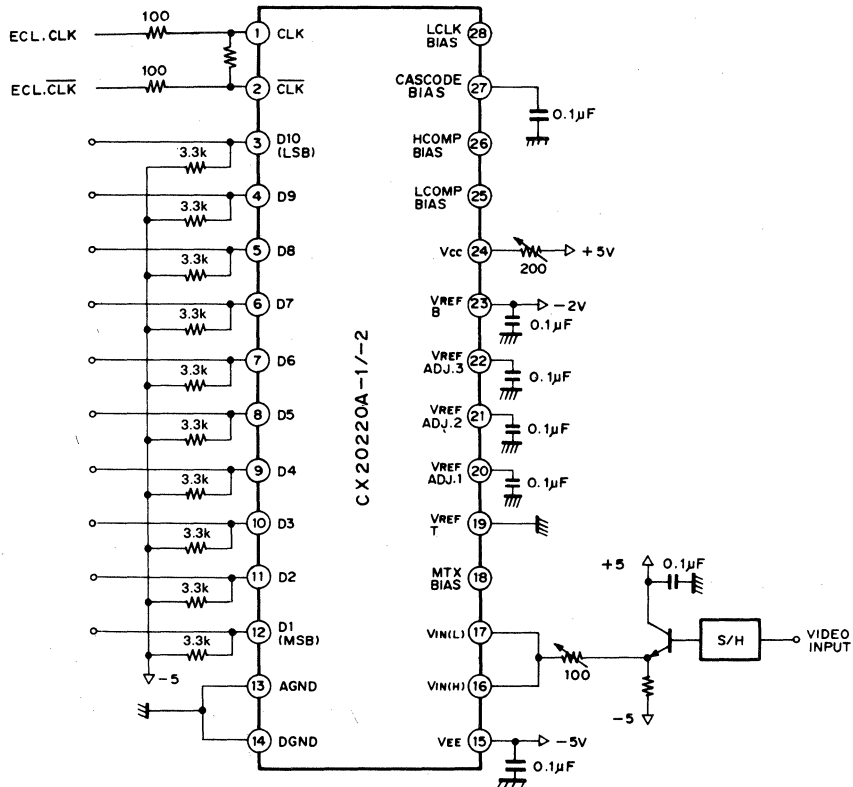 100
ECL.CLK
1
CLK
100
ECL.CLK
2
CLK
3
D10
(LSB)
3.3k
4
D9
3.3k
5
D8
3.3k
6
D7
3.3k
7
D6
3.3k
8
D5
3.3k
9
D4
3.3k
10
D3
3.3k
11
D2
3.3k
12
D1
(MSB)
3.3k
-5
13
AGND
14
DGND
CX20220A-1/-2
LCLK
BIAS
28
CASCODE
BIAS
27
0.1μF
HCOMP
BIAS
26
LCOMP
BIAS
25
Vcc
24
200
+5V
VREF
B
23
-2V
0.1μF
VREF
ADJ.3
22
0.1μF
VREF
ADJ.2
21
0.1μF
VREF
ADJ.1
20
0.1μF
VREF
T
19
MTX
BIAS
18
VIN(L)
17
VIN(H)
16
100
+5
0.1μF
S/H
VIDEO
INPUT
-5
VEE
15
-5V
0.1μF